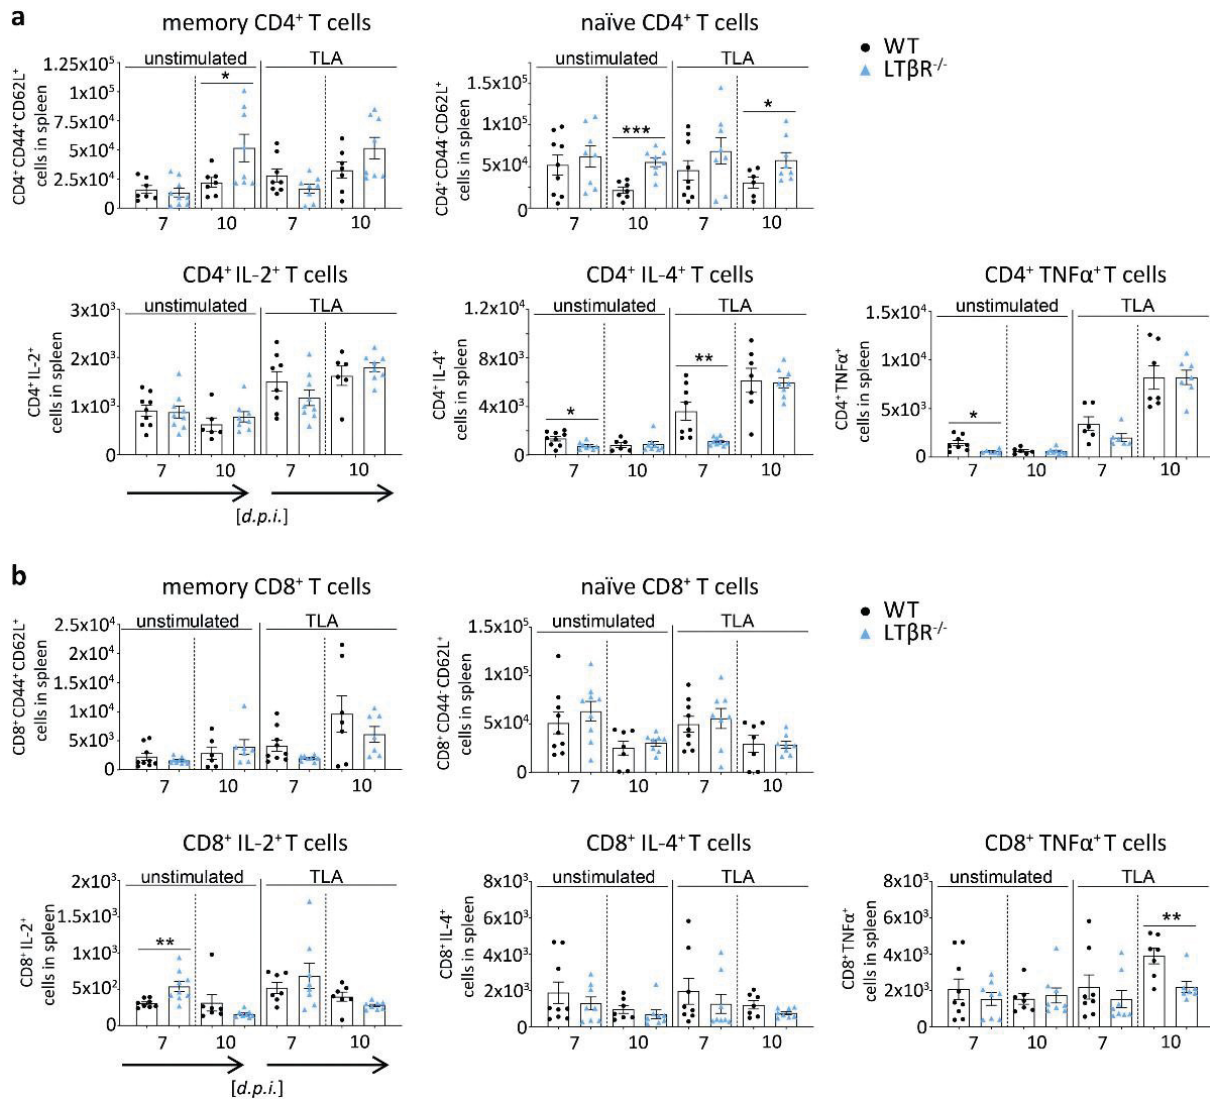 a
memory CD4⁺ T cells
unstimulated TLA
CD4⁺ CD44⁺ CD62L⁺
cells in spleen
1.25x10⁵
1x10⁵
7.5x10⁴
5x10⁴
2.5x10⁴
0
*
7 10 7 10
naïve CD4⁺ T cells
unstimulated TLA
CD4⁺ CD44⁻ CD62L⁺
cells in spleen
1.5x10⁵
1x10⁵
5x10⁴
0
*** *
7 10 7 10
● WT
▲ LTβR⁻/⁻
CD4⁺ IL-2⁺ T cells
unstimulated TLA
CD4⁺ IL-2⁺
cells in spleen
3x10³
2x10³
1x10³
0
7 10 7 10
[d.p.i.]
CD4⁺ IL-4⁺ T cells
unstimulated TLA
CD4⁺ IL-4⁺
cells in spleen
1.2x10⁴
8x10³
4x10³
0
* **
7 10 7 10
CD4⁺ TNFα⁺ T cells
unstimulated TLA
CD4⁺ TNFα⁺
cells in spleen
1.5x10⁴
1x10⁴
5x10³
0
*
7 10 7 10
b
memory CD8⁺ T cells
unstimulated TLA
CD8⁺ CD44⁺ CD62L⁺
cells in spleen
2.5x10⁴
2x10⁴
1.5x10⁴
1x10⁴
5x10³
0
7 10 7 10
naïve CD8⁺ T cells
unstimulated TLA
CD8⁺ CD44⁻ CD62L⁺
cells in spleen
1.5x10⁵
1x10⁵
5x10⁴
0
7 10 7 10
● WT
▲ LTβR⁻/⁻
CD8⁺ IL-2⁺ T cells
unstimulated TLA
CD8⁺ IL-2⁺
cells in spleen
2x10³
1.5x10³
1x10³
5x10²
0
**
7 10 7 10
[d.p.i.]
CD8⁺ IL-4⁺ T cells
unstimulated TLA
CD8⁺ IL-4⁺
cells in spleen
8x10³
6x10³
4x10³
2x10³
0
7 10 7 10
CD8⁺ TNFα⁺ T cells
unstimulated TLA
CD8⁺ TNFα⁺
cells in spleen
8x10³
6x10³
4x10³
2x10³
0
**
7 10 7 10